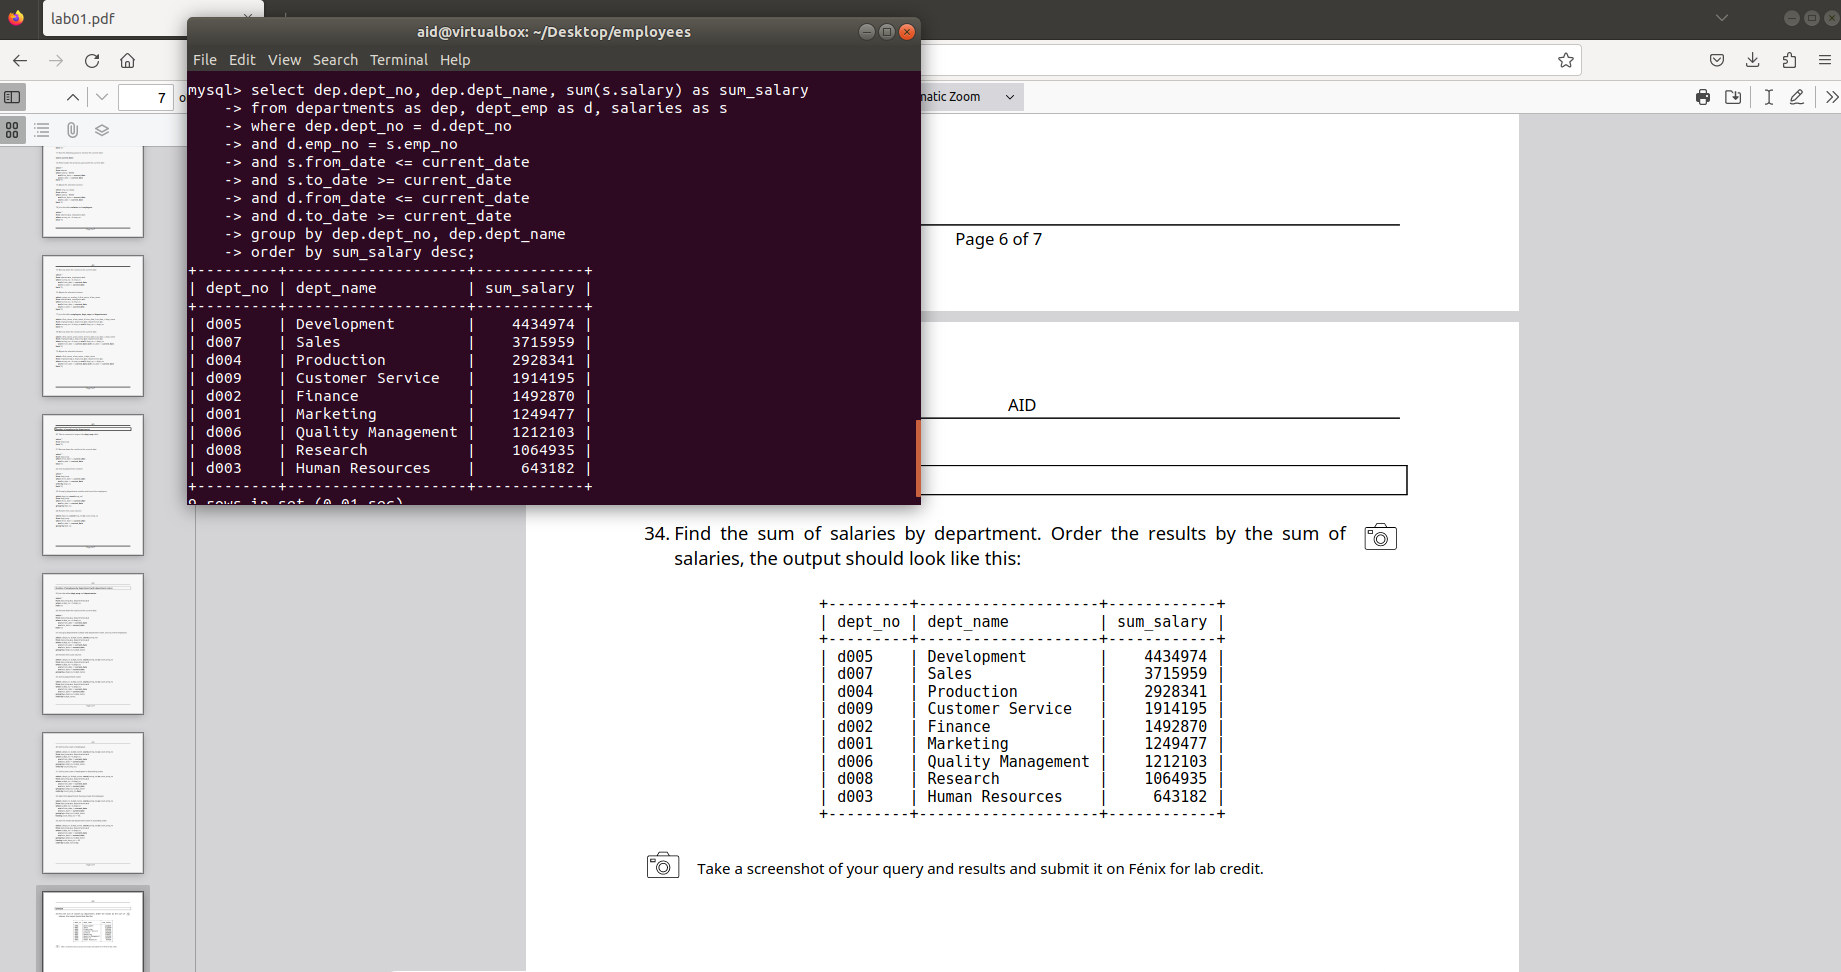 lab01.pdf
aid@virtualbox: ~/Desktop/employees
File Edit View Search Terminal Help
7
matic Zoom
mysql> select dep.dept_no, dep.dept_name, sum(s.salary) as sum_salary
-> from departments as dep, dept_emp as d, salaries as s
-> where dep.dept_no = d.dept_no
-> and d.emp_no = s.emp_no
-> and s.from_date <= current_date
-> and s.to_date >= current_date
-> and d.from_date <= current_date
-> and d.to_date >= current_date
-> group by dep.dept_no, dep.dept_name
-> order by sum_salary desc;
+---------+--------------------+------------+
| dept_no | dept_name          | sum_salary |
+---------+--------------------+------------+
| d005    | Development        |    4434974 |
| d007    | Sales              |    3715959 |
| d004    | Production         |    2928341 |
| d009    | Customer Service   |    1914195 |
| d002    | Finance            |    1492870 |
| d001    | Marketing          |    1249477 |
| d006    | Quality Management |    1212103 |
| d008    | Research           |    1064935 |
| d003    | Human Resources    |     643182 |
+---------+--------------------+------------+
9 rows in set (0.01 sec)
Page 6 of 7
AID
34. Find the sum of salaries by department. Order the results by the sum of
salaries, the output should look like this:
+---------+--------------------+------------+
| dept_no | dept_name          | sum_salary |
+---------+--------------------+------------+
| d005    | Development        |    4434974 |
| d007    | Sales              |    3715959 |
| d004    | Production         |    2928341 |
| d009    | Customer Service   |    1914195 |
| d002    | Finance            |    1492870 |
| d001    | Marketing          |    1249477 |
| d006    | Quality Management |    1212103 |
| d008    | Research           |    1064935 |
| d003    | Human Resources    |     643182 |
+---------+--------------------+------------+
Take a screenshot of your query and results and submit it on Fénix for lab credit.